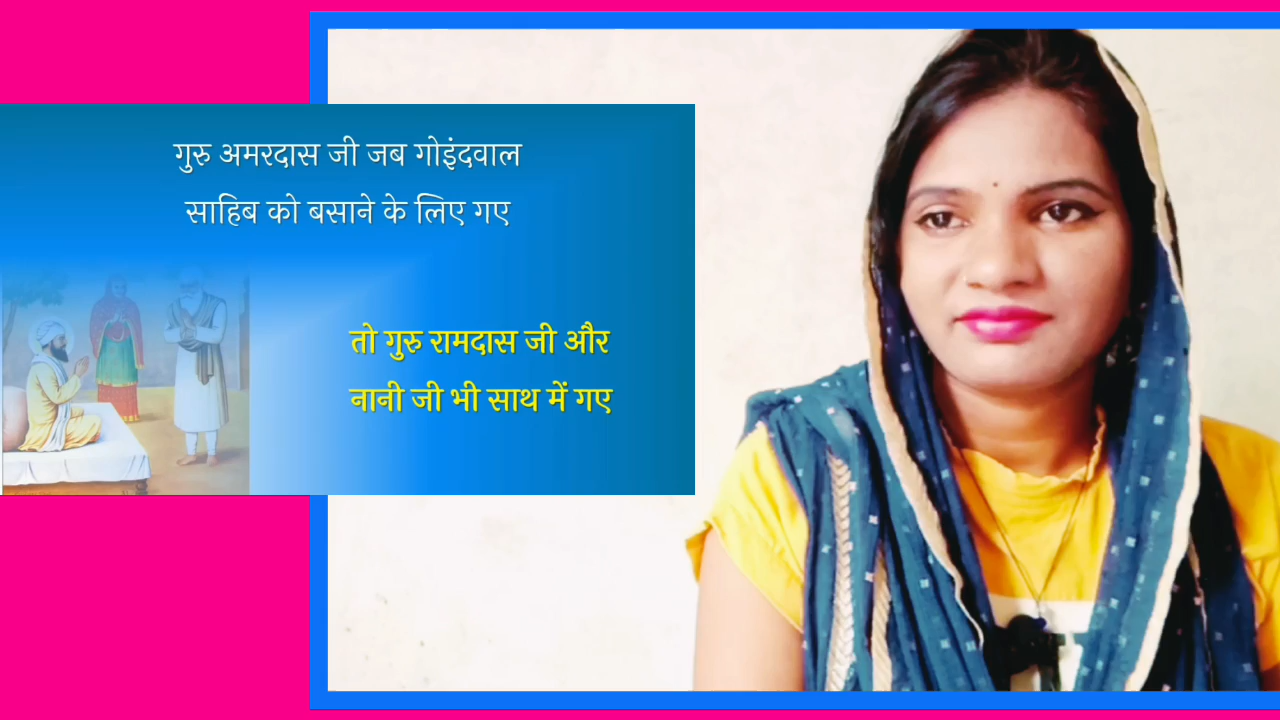 गुरु अमरदास जी जब गोइंदवाल
साहिब को बसाने के लिए गए
तो गुरु रामदास जी और
नानी जी भी साथ में गए